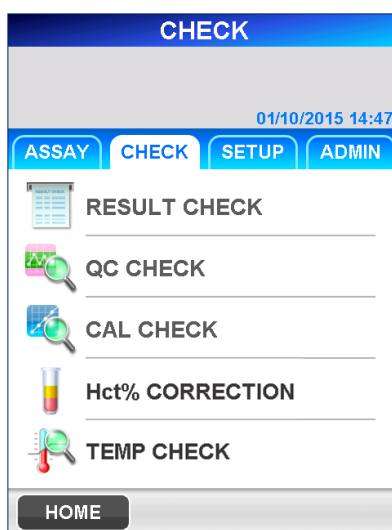 CHECK
01/10/2015 14:47
ASSAY CHECK SETUP ADMIN
RESULT CHECK
QC CHECK
CAL CHECK
Hct% CORRECTION
TEMP CHECK
HOME